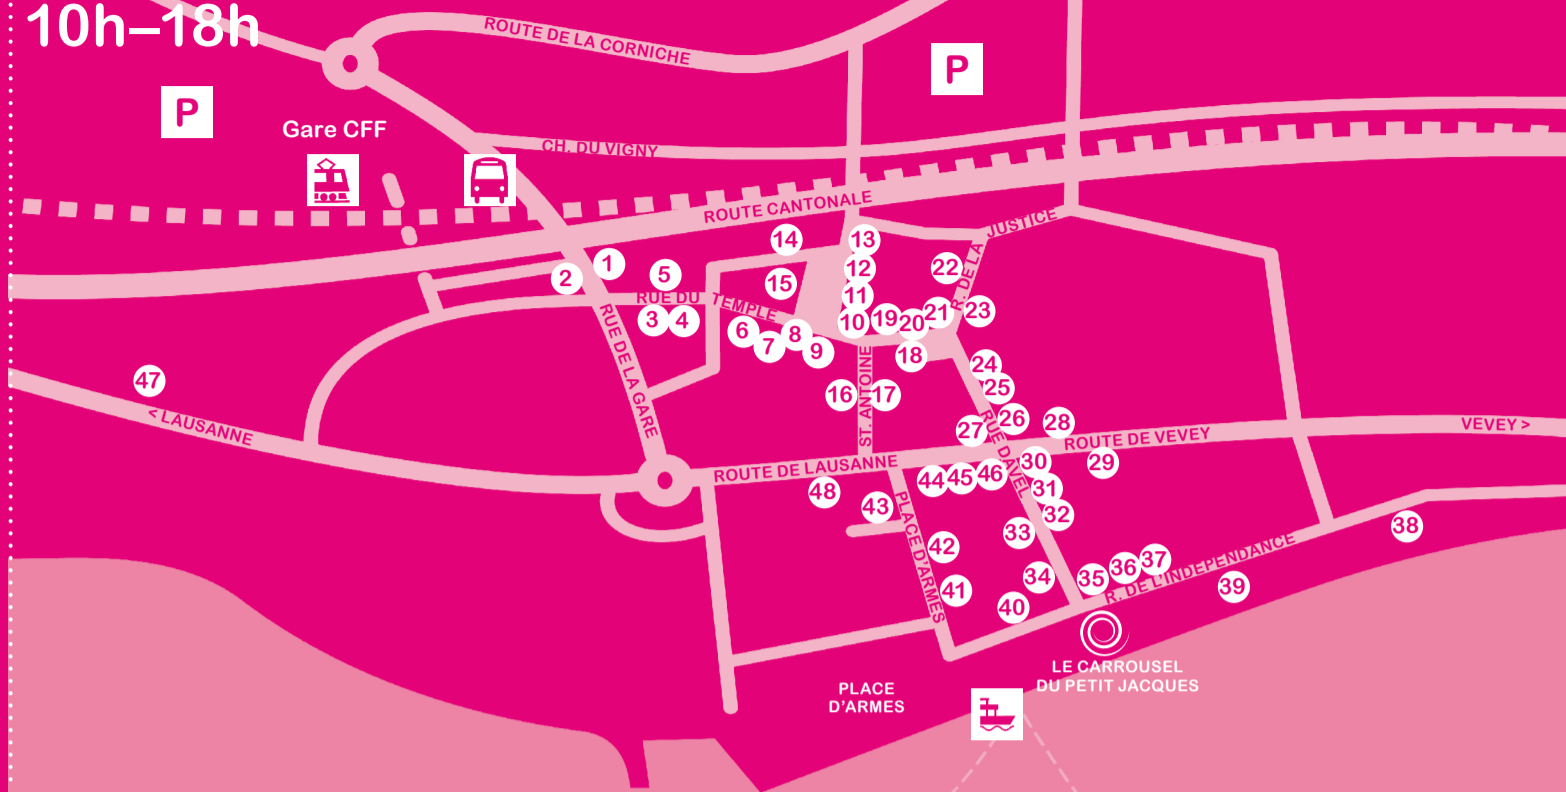 10h–18h
ROUTE DE LA CORNICHE
P
P
Gare CFF
CH. DU VIGNY
ROUTE CANTONALE
R. DE LA JUSTICE
14
13
1
2
5
12
22
15
11
RUE DU TEMPLE
3
4
6
7
8
9
10
19
20
21
23
18
RUE DE LA GARE
ST. ANTOINE
24
25
16
17
47
< LAUSANNE
26
27
28
RUE DAVEL
ROUTE DE VEVEY
VEVEY >
ROUTE DE LAUSANNE
29
30
44
45
46
48
31
43
32
33
PLACE D'ARMES
38
42
R. DE L'INDEPENDANCE
34
35
36
37
39
41
40
LE CARROUSEL
DU PETIT JACQUES
PLACE
D'ARMES